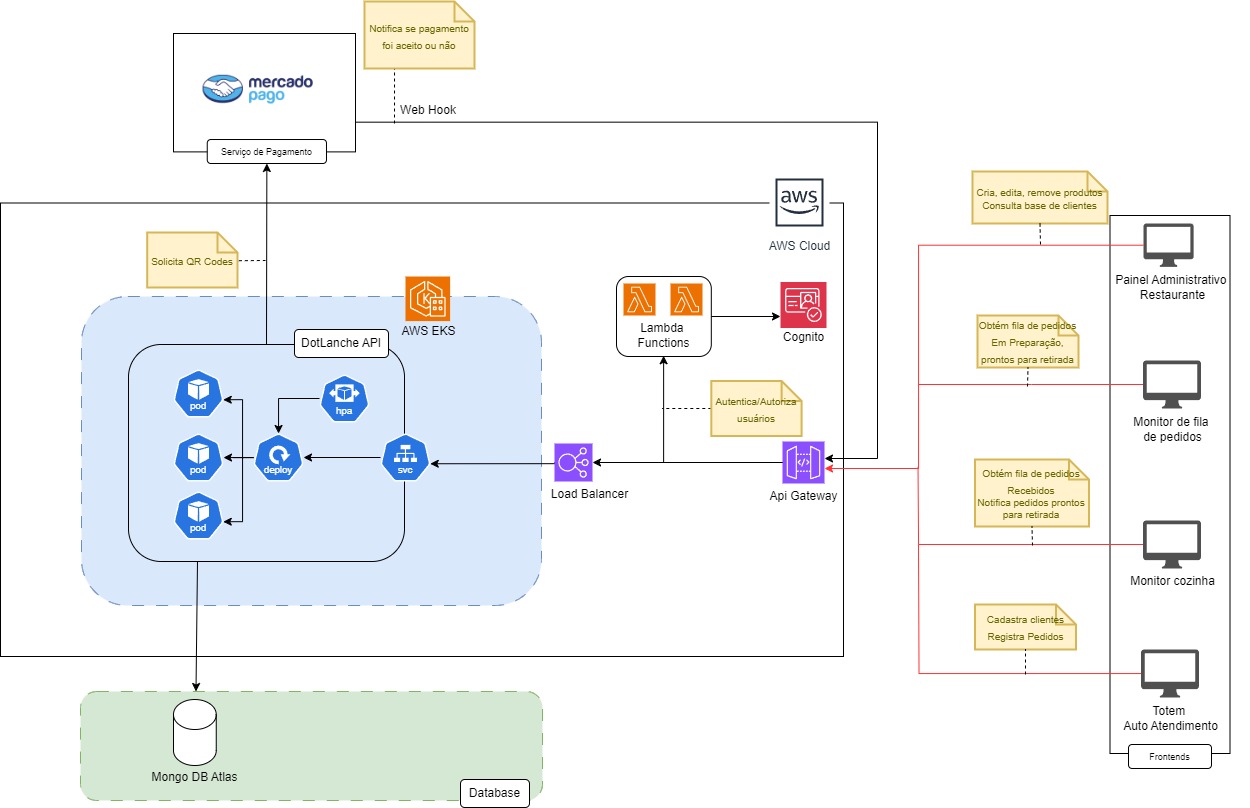 Notifica se pagamento
foi aceito ou não
mercado
pago
Web Hook
Serviço de Pagamento
aws
AWS Cloud
Cria, edita, remove produtos
Consulta base de clientes
Painel Administrativo
Restaurante
Solicita QR Codes
AWS EKS
Lambda
Functions
Cognito
DotLanche API
Obtém fila de pedidos
Em Preparação,
prontos para retirada
Monitor de fila
de pedidos
pod
hpa
Autentica/Autoriza
usuários
pod
deploy
svc
Load Balancer
Api Gateway
Obtém fila de pedidos
Recebidos
Notifica pedidos prontos
para retirada
pod
Monitor cozinha
Cadastra clientes
Registra Pedidos
Totem
Auto Atendimento
Frontends
Mongo DB Atlas
Database